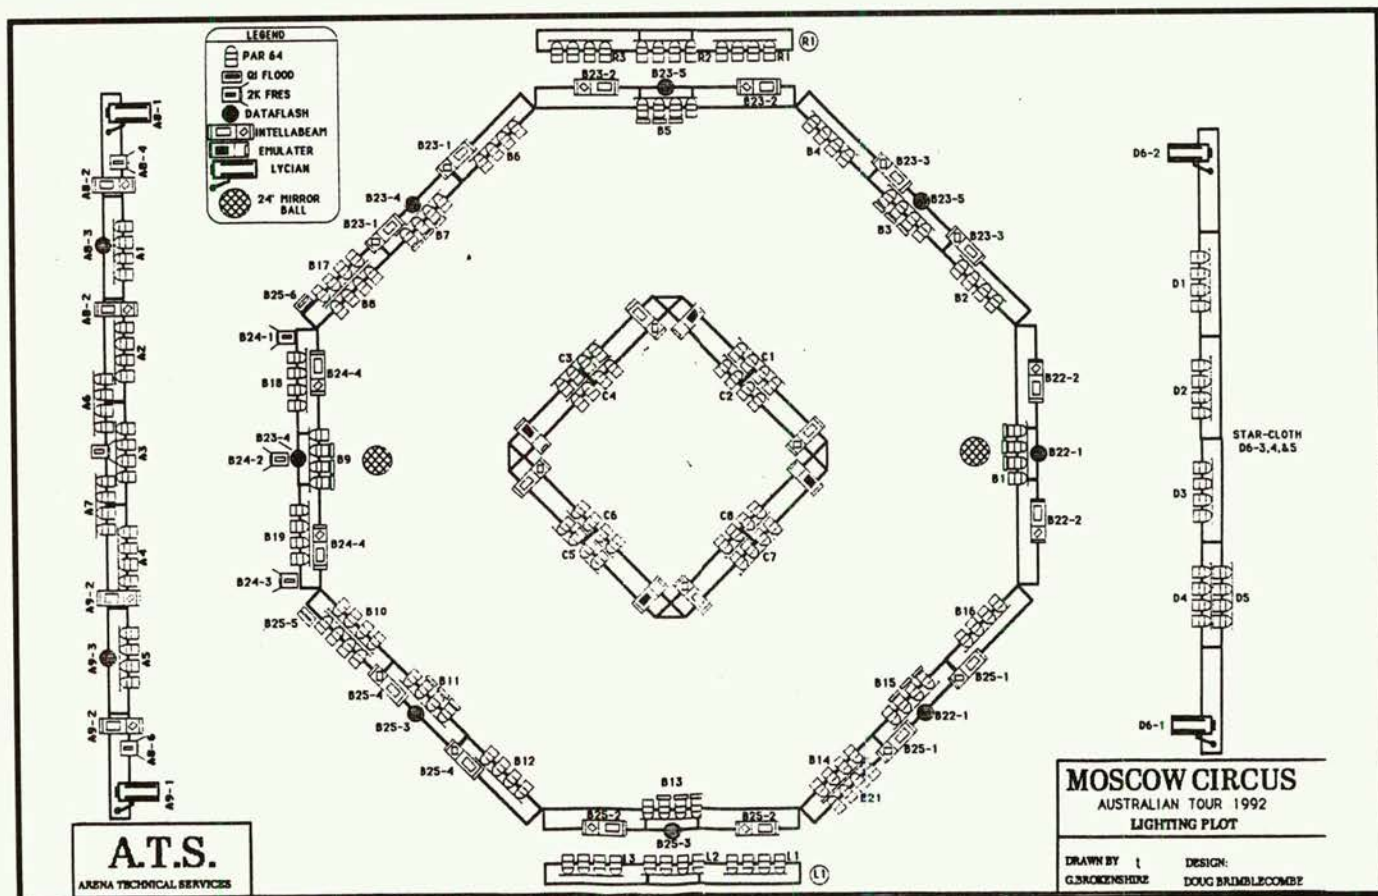 LEGEND
PAR 64
Q1 FLOOD
2K FRES
DATAFLASH
INTELLABEAM
EMULATER
LYCIAN
24" MIRROR
BALL
R1
R3
R2
R1
B23-2
B23-5
B23-2
B5
B23-1
B6
B4
B23-3
B23-4
B23-5
B23-1
B7
B3
B23-3
B17
B8
B2
B25-6
B24-1
B18
B24-4
B22-2
B23-4
B24-2
B9
B1
B22-1
B19
B24-4
B22-2
B24-3
C3
C4
C1
C2
C6
C5
C8
C7
B10
B25-5
B16
B11
B25-4
B15
B25-1
B25-3
B22-1
B25-4
B12
B25-1
B13
B14
B21
B25-2
B25-2
B25-3
L3
L2
L1
L1
A8-1
A8-4
A8-2
A8-3
A1
A8-2
A2
A6
A3
A7
A4
A9-2
A9-3
A5
A9-2
A8-6
A9-1
D6-2
D1
D2
STAR-CLOTH
D6-3,4,&5
D3
D4
D5
D6-1
A.T.S.
ARENA TECHNICAL SERVICES
MOSCOW CIRCUS
AUSTRALIAN TOUR 1992
LIGHTING PLOT
DRAWN BY
G.BROKENSHIRE
DESIGN:
DOUG BRIMBLECOMBE